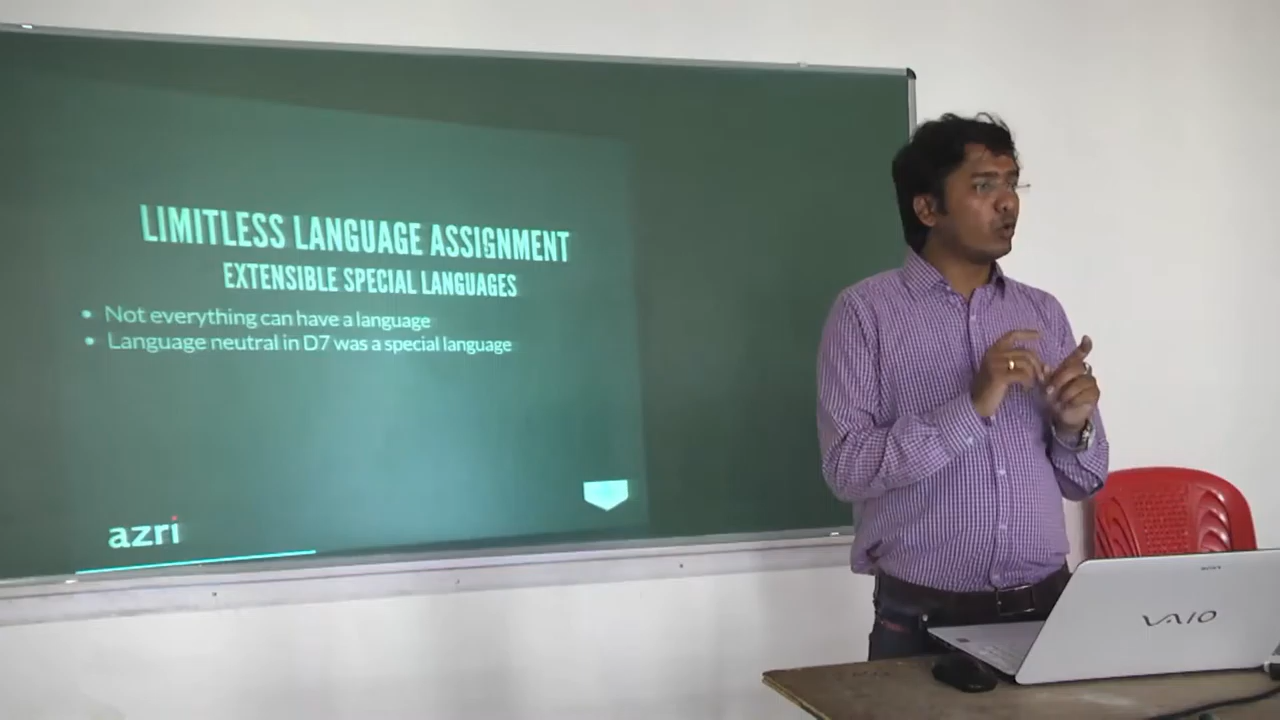 LIMITLESS LANGUAGE ASSIGNMENT
EXTENSIBLE SPECIAL LANGUAGES
• Not everything can have a language
• Language neutral in D7 was a special language
azri
VAIO